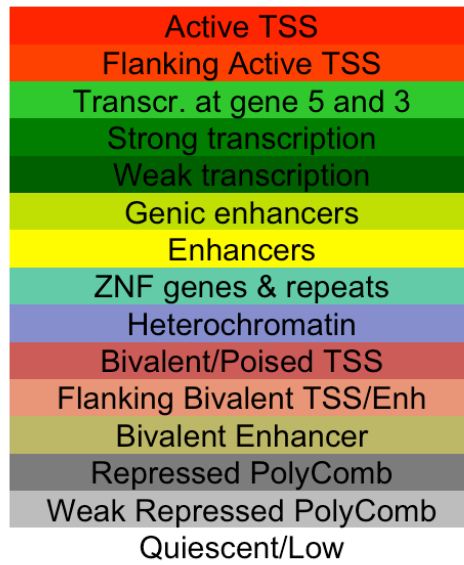 Active TSS
Flanking Active TSS
Transcr. at gene 5 and 3
Strong transcription
Weak transcription
Genic enhancers
Enhancers
ZNF genes & repeats
Heterochromatin
Bivalent/Poised TSS
Flanking Bivalent TSS/Enh
Bivalent Enhancer
Repressed PolyComb
Weak Repressed PolyComb
Quiescent/Low